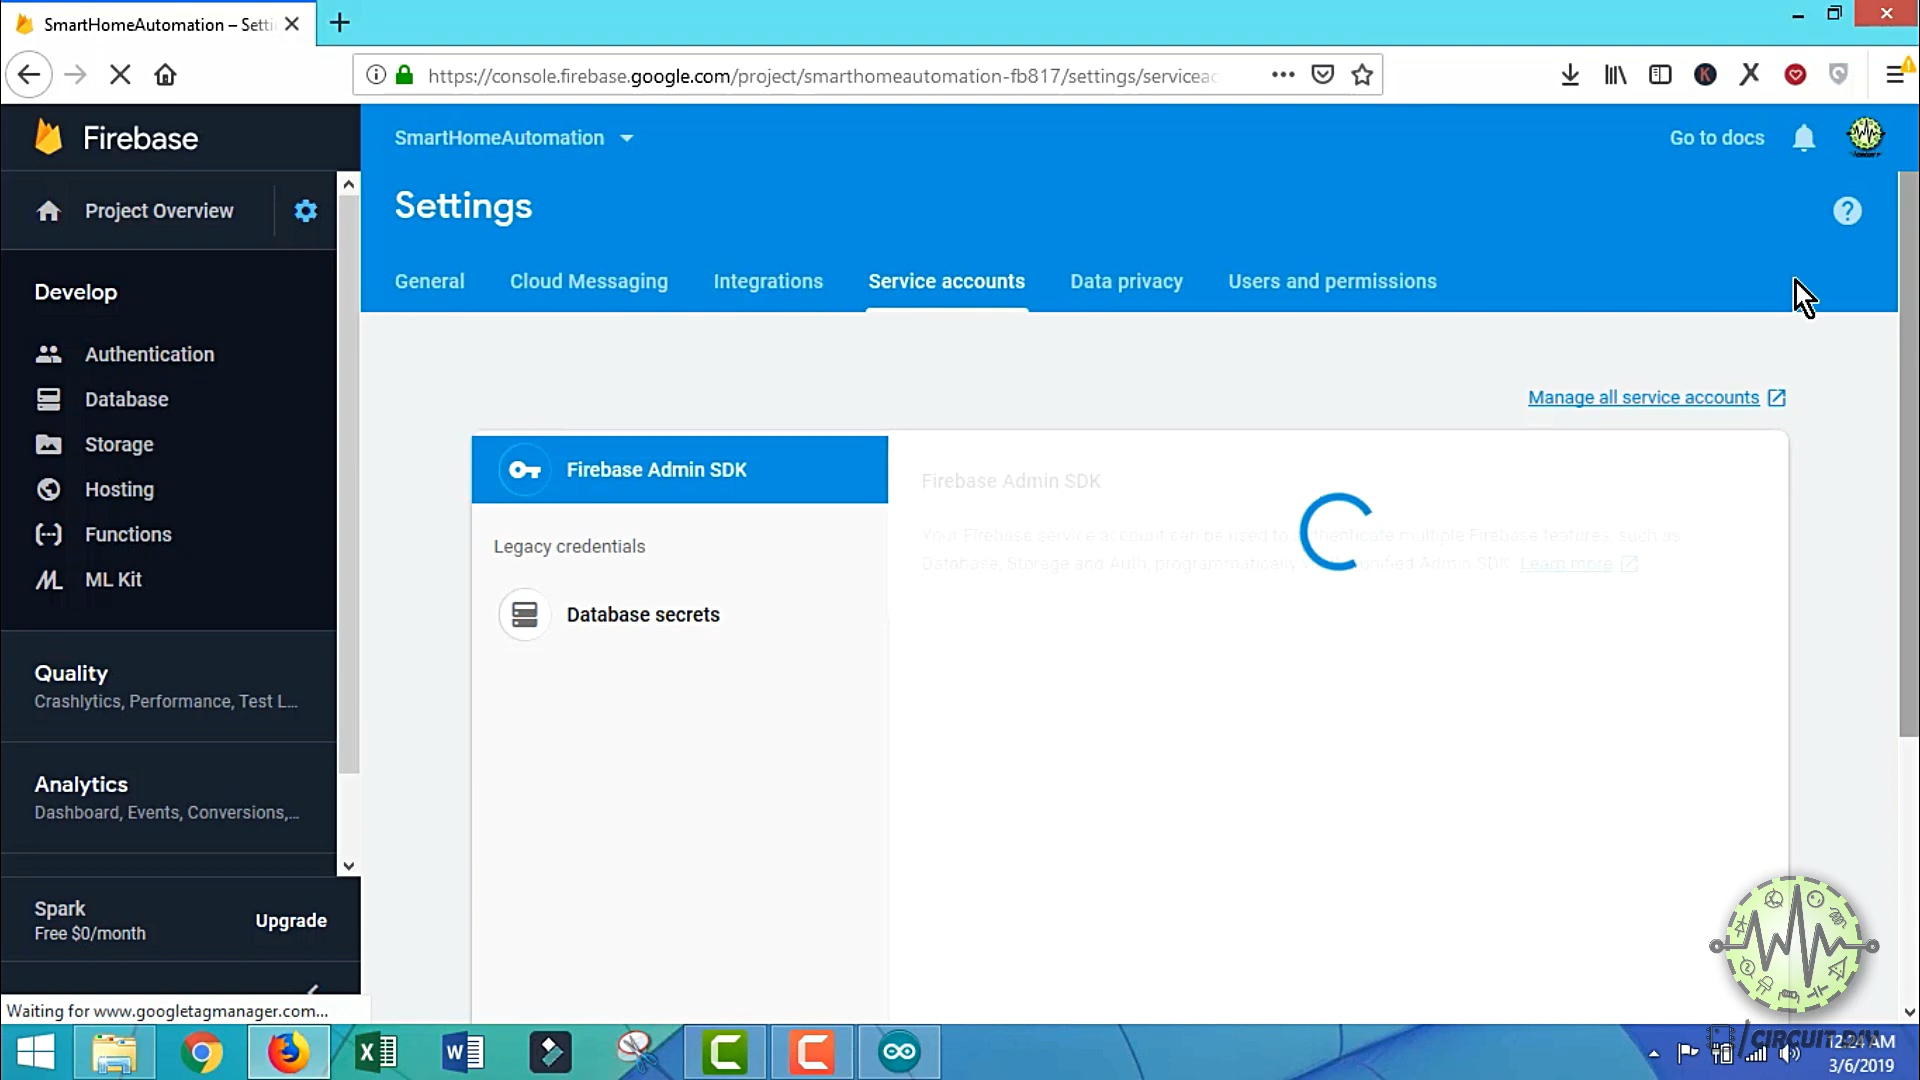 SmartHomeAutomation – Setti
https://console.firebase.google.com/project/smarthomeautomation-fb817/settings/serviceac
Firebase
SmartHomeAutomation
Go to docs
Project Overview
Settings
General
Cloud Messaging
Integrations
Service accounts
Data privacy
Users and permissions
Develop
Authentication
Database
Storage
Hosting
Functions
ML Kit
Manage all service accounts
Firebase Admin SDK
Legacy credentials
Database secrets
Firebase Admin SDK
Your Firebase service account can be used to authenticate multiple Firebase features, such as
Database, Storage and Auth, programmatically unified Admin SDK. Learn more
Quality
Crashlytics, Performance, Test L...
Analytics
Dashboard, Events, Conversions,...
Spark
Free $0/month
Upgrade
Waiting for www.googletagmanager.com...
12:24 AM
3/6/2019